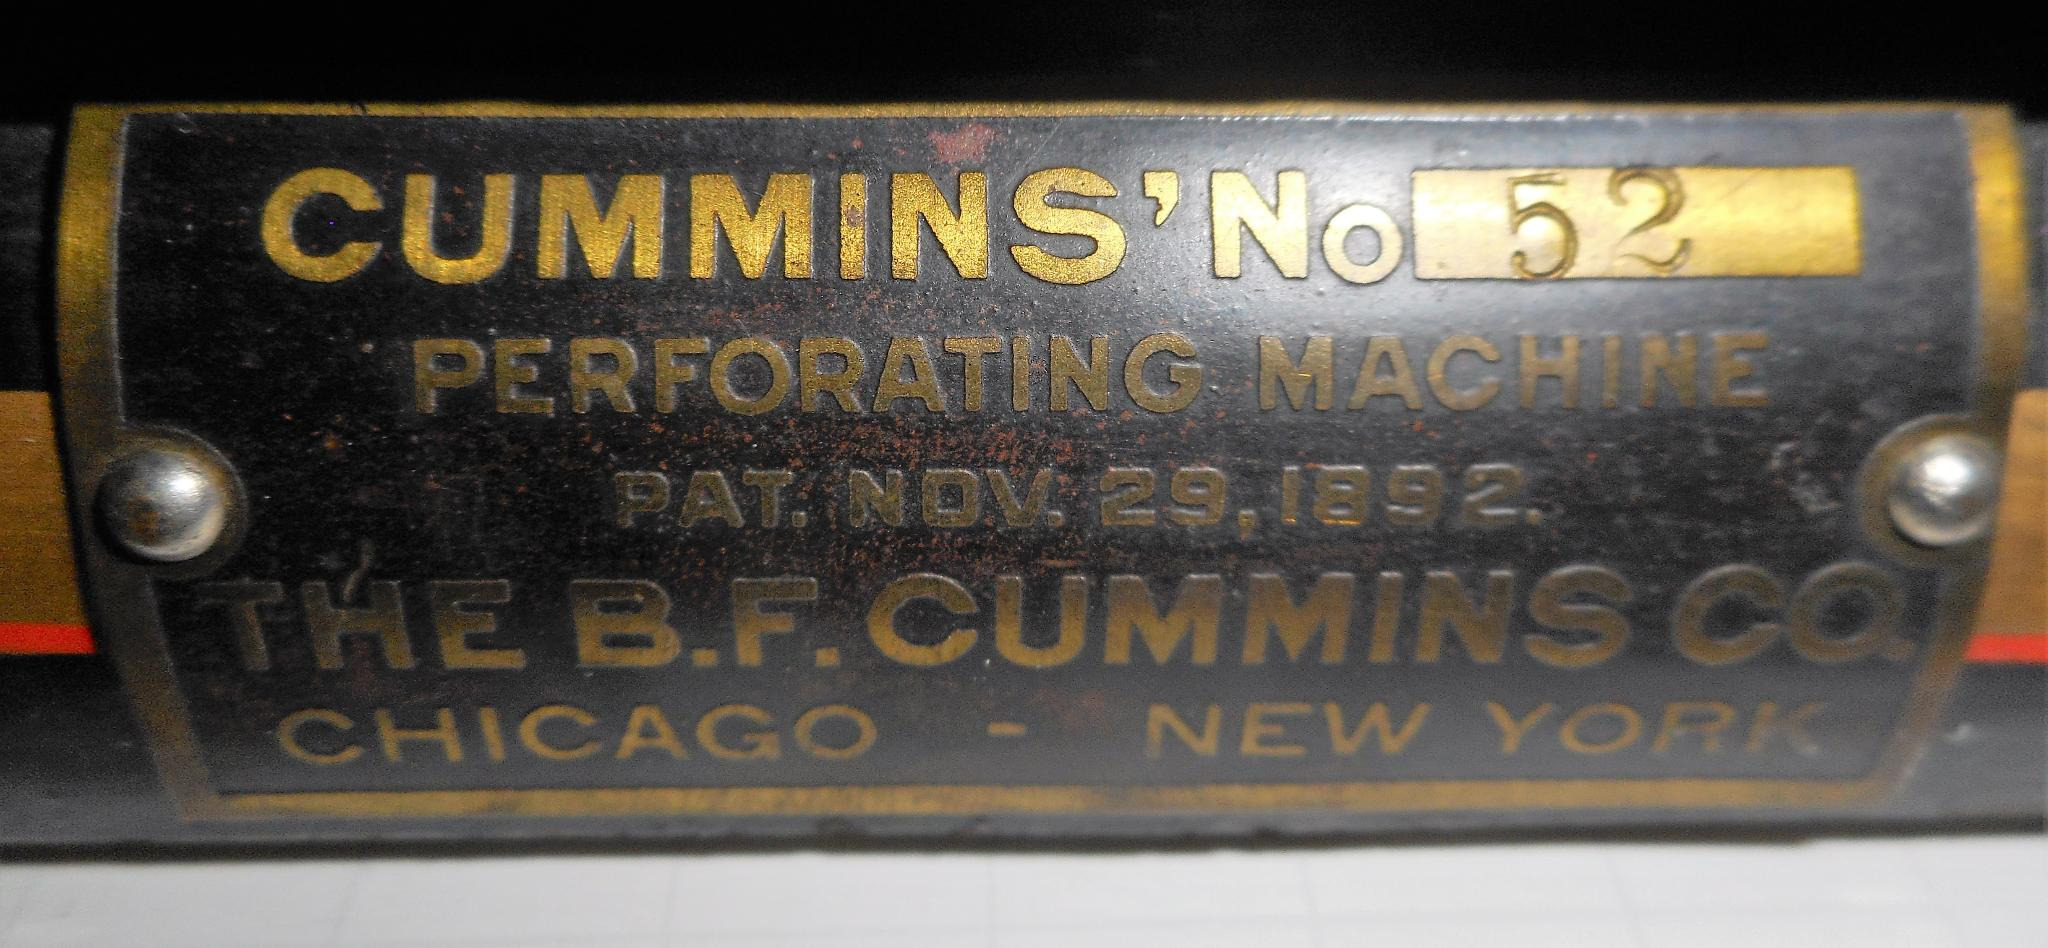 CUMMINS' No 52
PERFORATING MACHINE
PAT. NOV. 29, 1892.
THE B.F. CUMMINS CO.
CHICAGO - NEW YORK